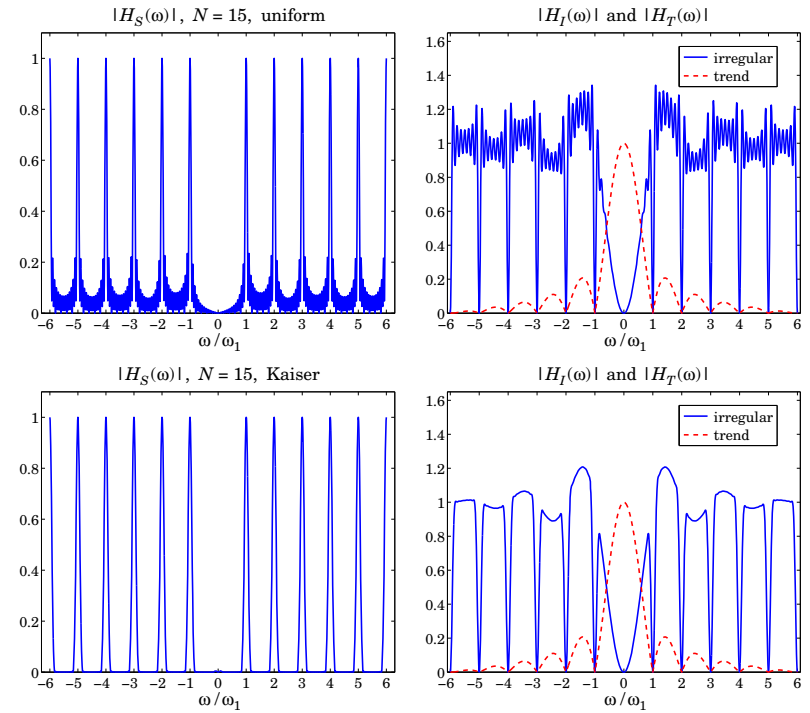 |H_S(ω)|, N = 15, uniform
1
0.8
0.6
0.4
0.2
0
−6 −5 −4 −3 −2 −1 0 1 2 3 4 5 6
ω/ω_1
|H_I(ω)| and |H_T(ω)|
irregular
trend
1.6
1.4
1.2
1
0.8
0.6
0.4
0.2
0
−6 −5 −4 −3 −2 −1 0 1 2 3 4 5 6
ω/ω_1
|H_S(ω)|, N = 15, Kaiser
1
0.8
0.6
0.4
0.2
0
−6 −5 −4 −3 −2 −1 0 1 2 3 4 5 6
ω/ω_1
|H_I(ω)| and |H_T(ω)|
irregular
trend
1.6
1.4
1.2
1
0.8
0.6
0.4
0.2
0
−6 −5 −4 −3 −2 −1 0 1 2 3 4 5 6
ω/ω_1